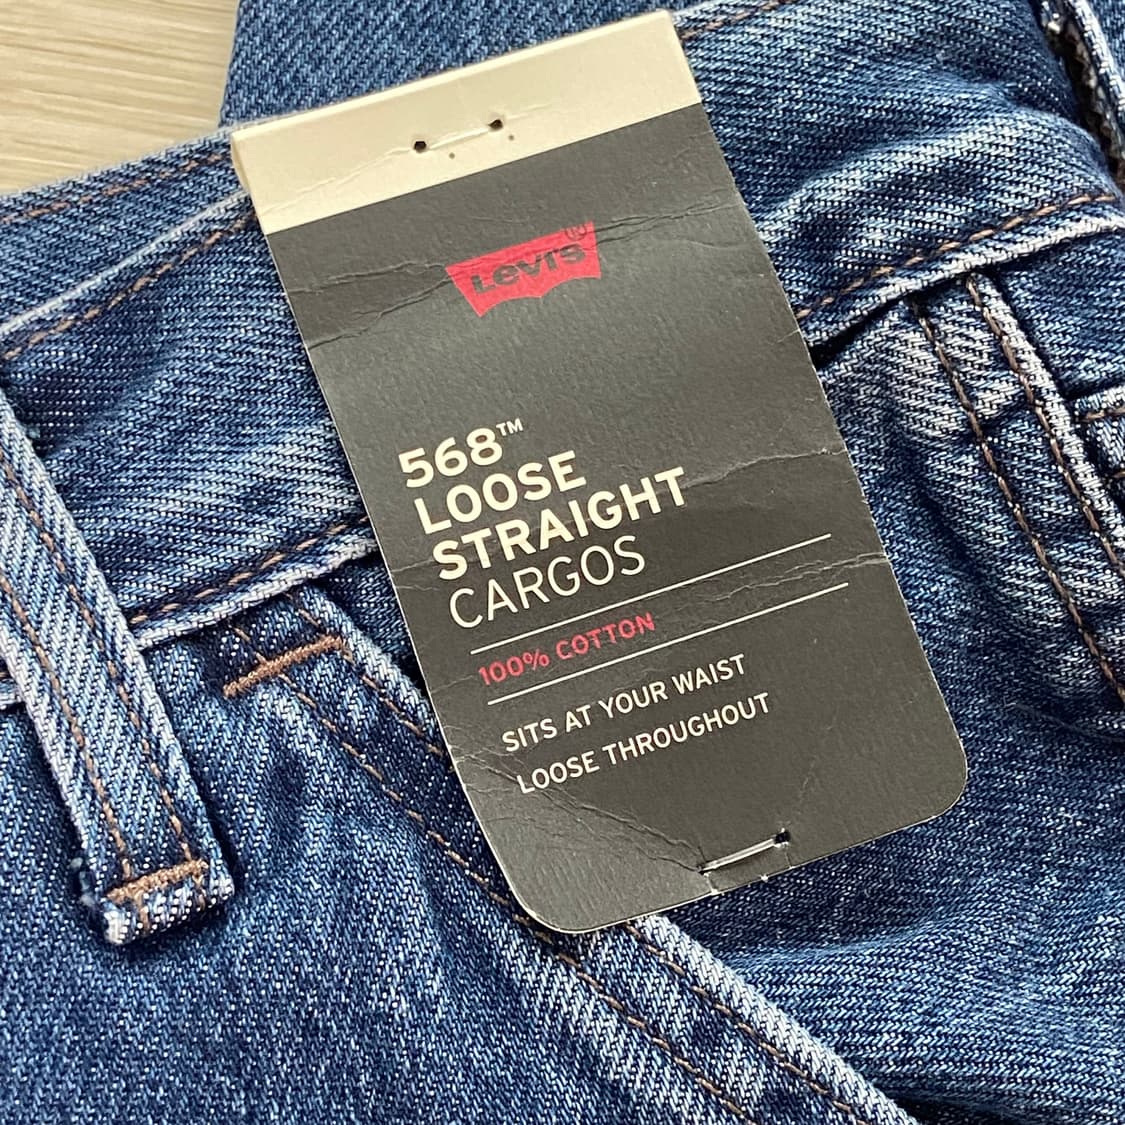 Levi's®
568™
LOOSE
STRAIGHT
CARGOS
100% COTTON
SITS AT YOUR WAIST
LOOSE THROUGHOUT